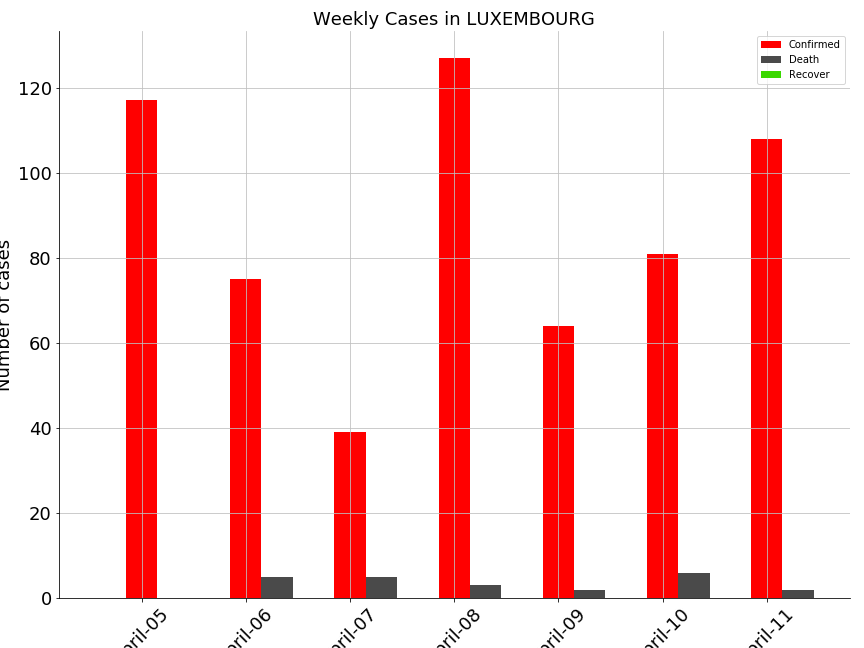 Weekly Cases in LUXEMBOURG
Confirmed
Death
Recover
Number of cases
120
100
80
60
40
20
0
pril-05
pril-06
pril-07
pril-08
pril-09
pril-10
pril-11